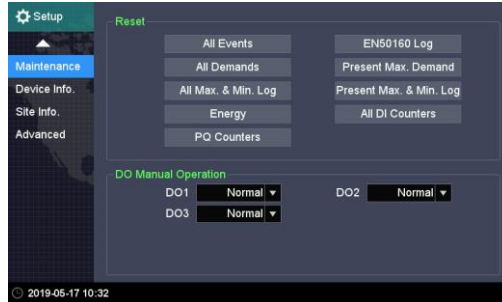 Setup
Maintenance
Device Info.
Site Info.
Advanced
Reset
All Events EN50160 Log
All Demands Present Max. Demand
All Max. & Min. Log Present Max. & Min. Log
Energy All DI Counters
PQ Counters
DO Manual Operation
DO1 Normal DO2 Normal
DO3 Normal
2019-05-17 10:32